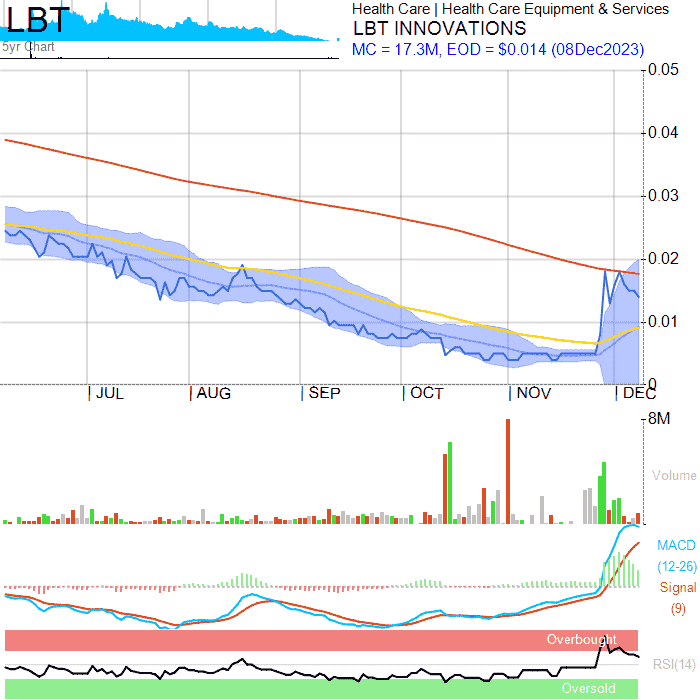 LBT
5yr Chart
Health Care | Health Care Equipment & Services
LBT INNOVATIONS
MC = 17.3M, EOD = $0.014 (08Dec2023)
0.05
0.04
0.03
0.02
0.01
0
JUL AUG SEP OCT NOV DEC
8M
Volume
MACD
(12-26)
Signal
(9)
Overbought
RSI(14)
Oversold